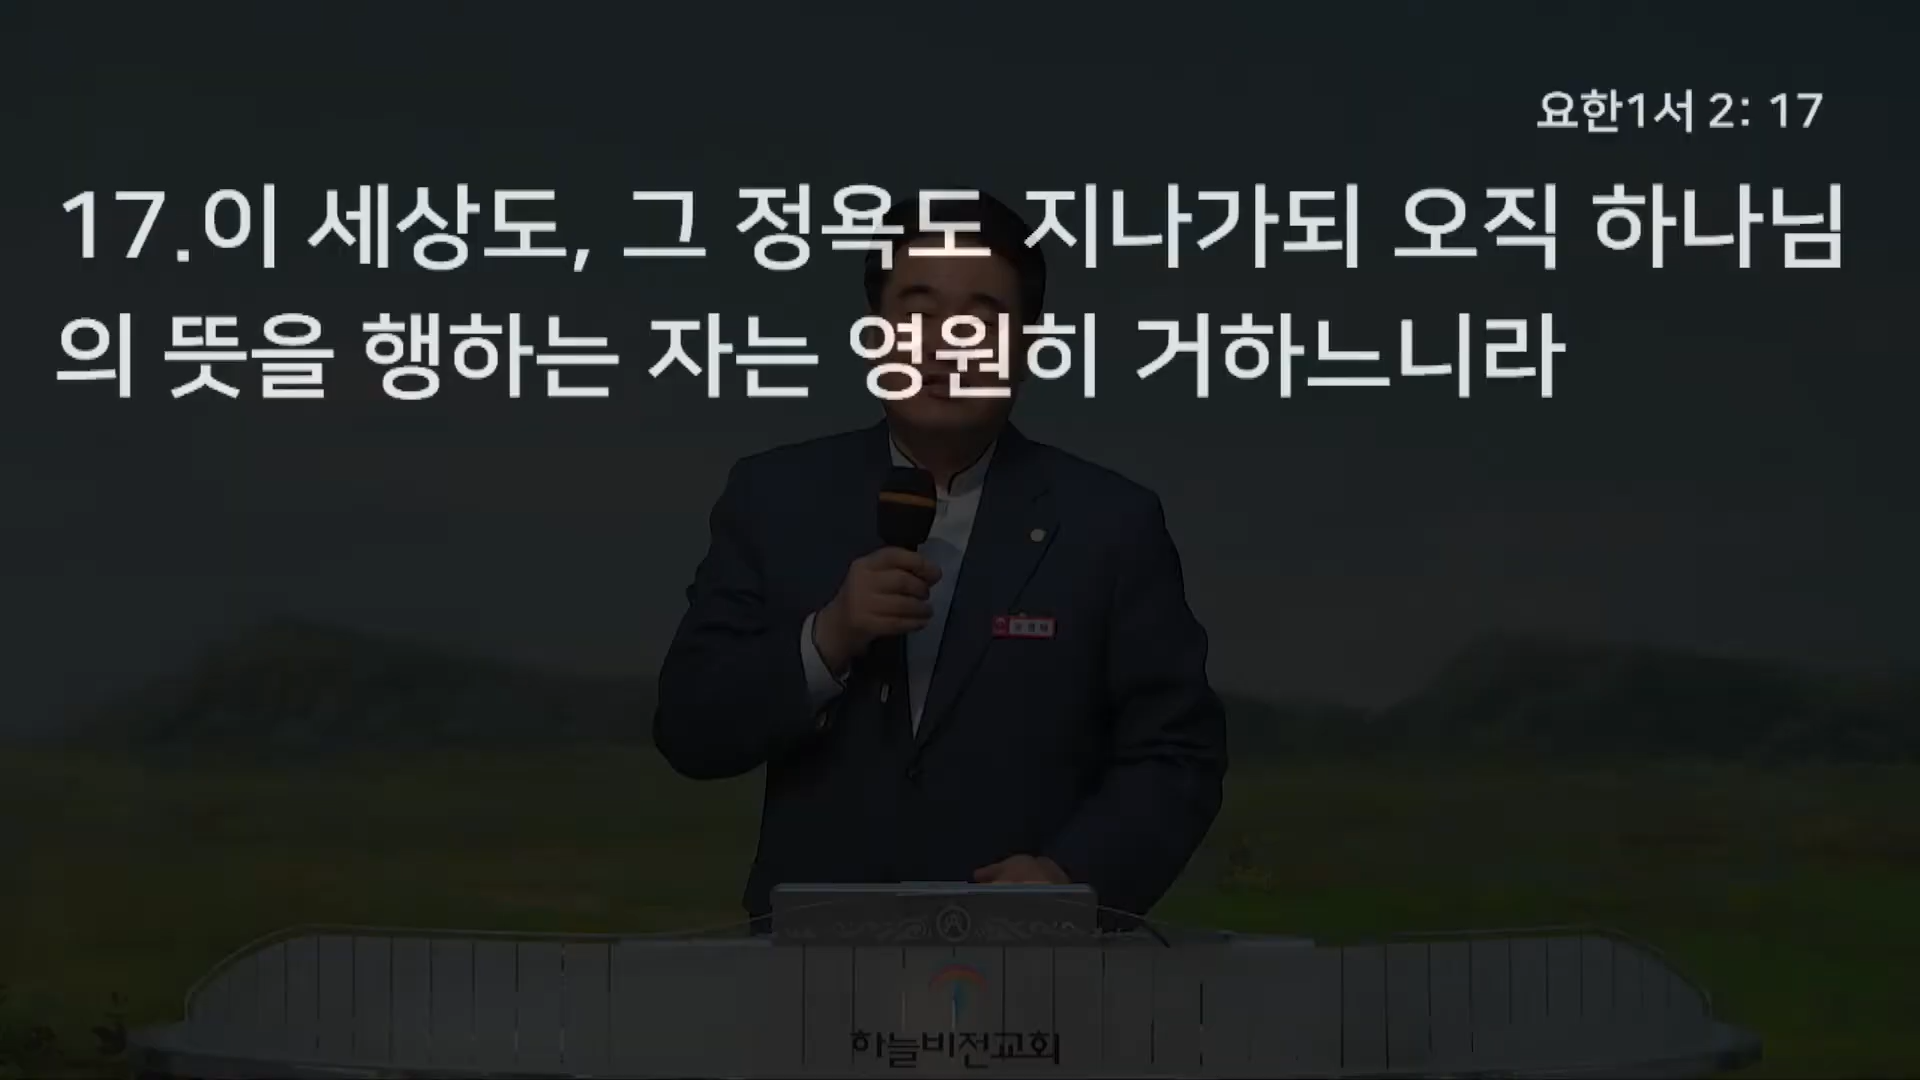 요한1서 2: 17
17.이 세상도, 그 정욕도 지나가되 오직 하나님
의 뜻을 행하는 자는 영원히 거하느니라
하늘비전교회